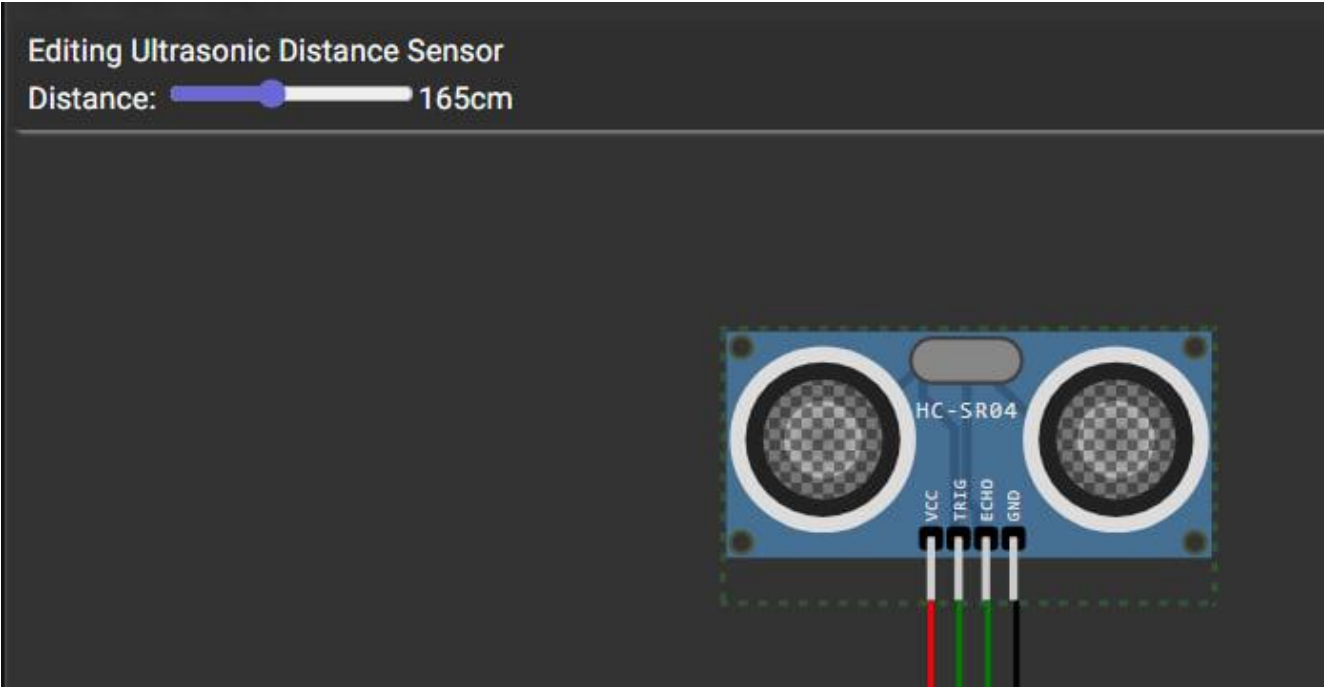 Editing Ultrasonic Distance Sensor
Distance: 165cm
HC-SR04
VCC TRIG ECHO GND